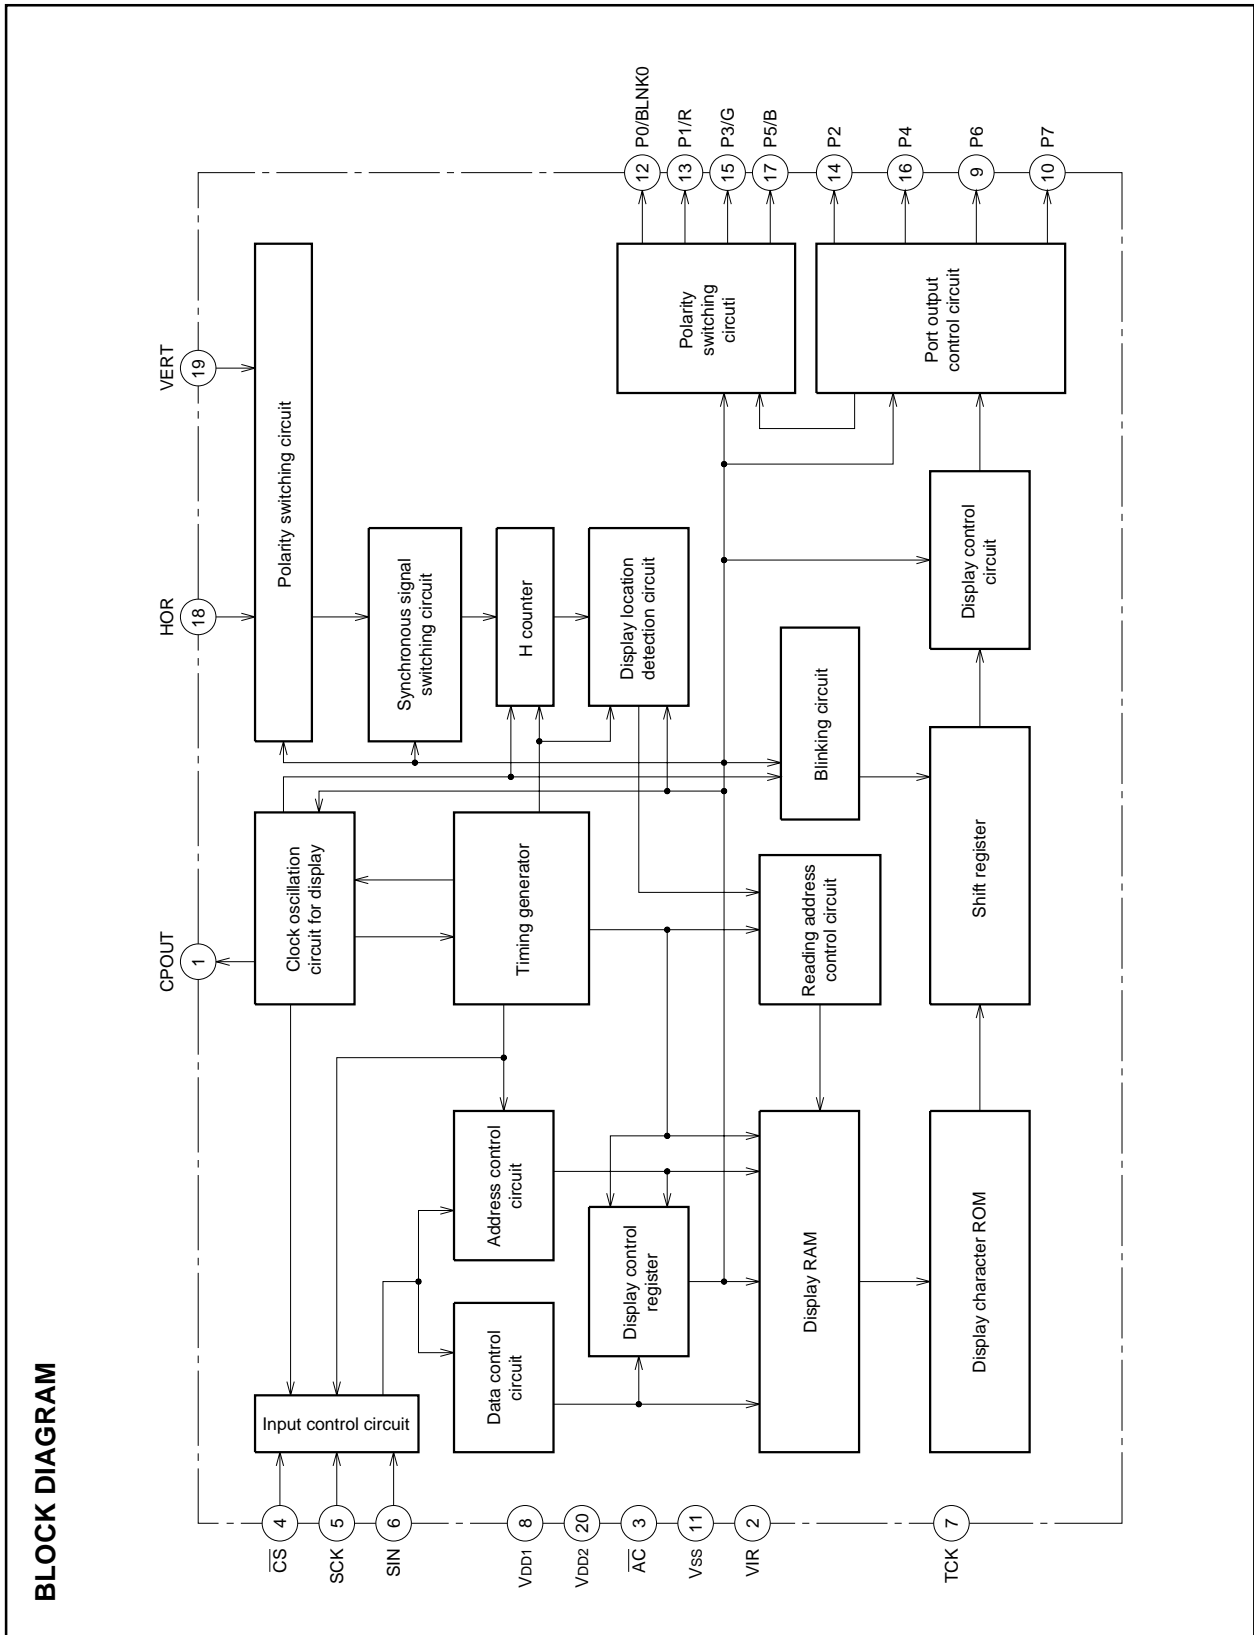 BLOCK DIAGRAM
CPOUT
1
HOR
18
VERT
19
CS
4
SCK
5
SIN
6
VDD1
8
VDD2
20
AC
3
VSS
11
VIR
2
TCK
7
Input control circuit
Clock oscillation
circuit for display
Polarity switching circuit
Data control
circuit
Address control
circuit
Timing generator
Synchronous signal
switching circuit
H counter
Display location
detection circuit
Display control
register
Display RAM
Reading address
control circuit
Blinking circuit
Display character ROM
Shift register
Display control
circuit
Polarity
switching
circuti
Port output
control circuit
12 P0/BLNK0
13 P1/R
15 P3/G
17 P5/B
14 P2
16 P4
9 P6
10 P7